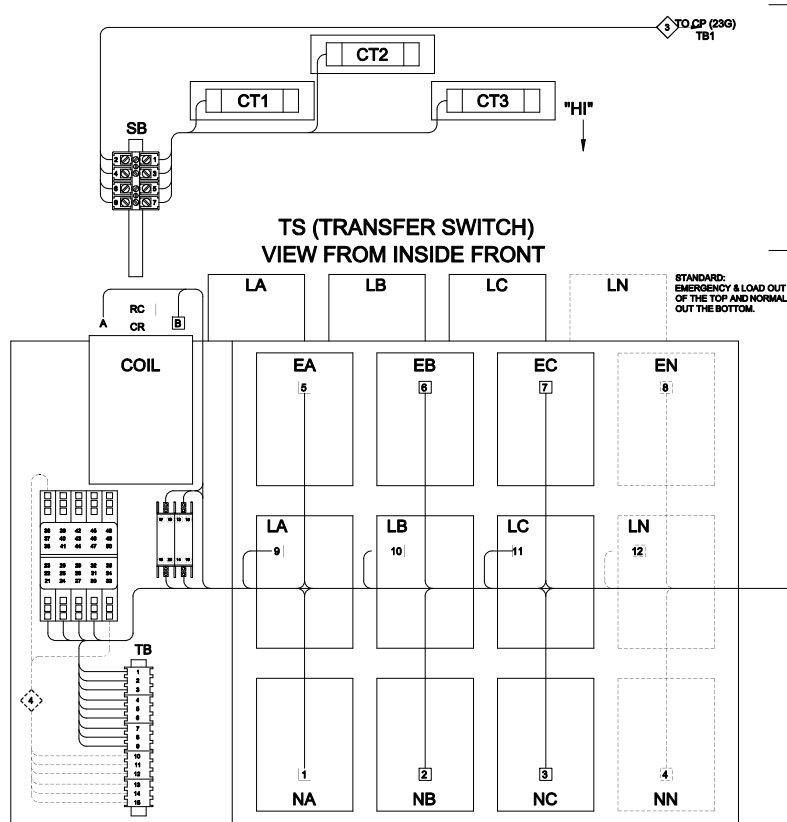 3 TO CP (23G)
TB1
CT2
CT1
CT3
"HI"
SB
2 1
4 3
6 5
8 7
TS (TRANSFER SWITCH)
VIEW FROM INSIDE FRONT
STANDARD:
EMERGENCY & LOAD OUT
OF THE TOP AND NORMAL
OUT THE BOTTOM.
LA LB LC LN
RC
A B
CR
COIL
EA EB EC EN
5 6 7 8
LA LB LC LN
9 10 11 12
TB
1
2
3
4
5
6
7
8
9
10
11
12
13
14
15
4
1 2 3 4
NA NB NC NN